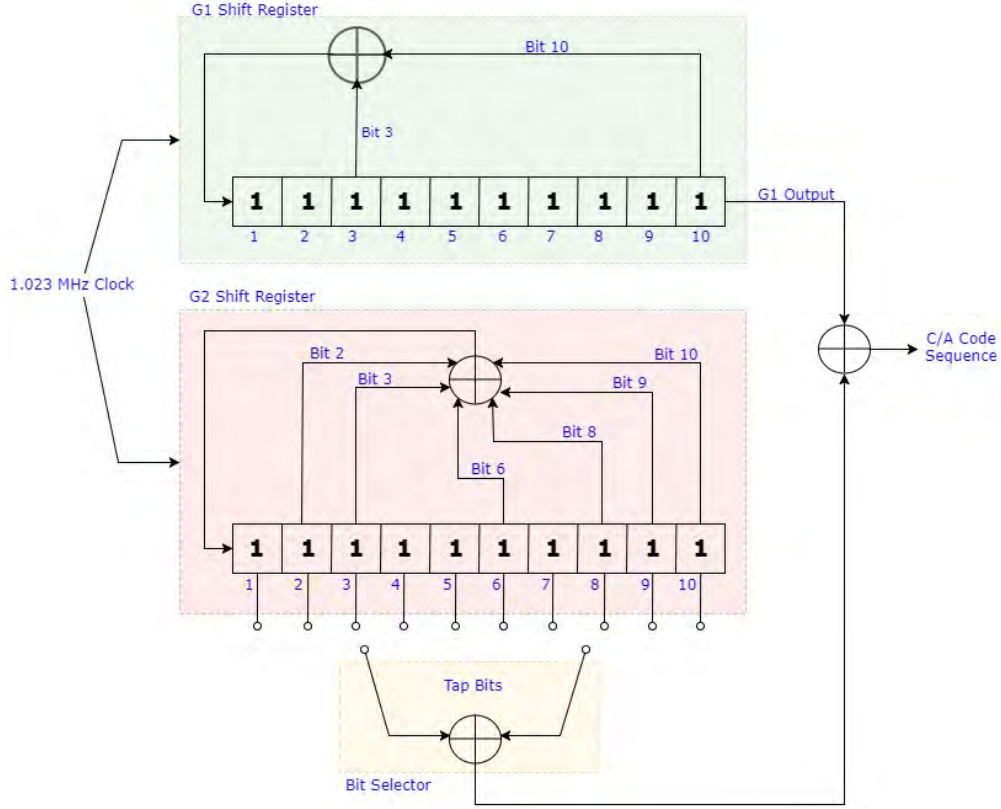 G1 Shift Register
Bit 10
Bit 3
1 1 1 1 1 1 1 1 1 1
G1 Output
1 2 3 4 5 6 7 8 9 10
1.023 MHz Clock
G2 Shift Register
C/A Code
Sequence
Bit 2
Bit 10
Bit 3
Bit 9
Bit 8
Bit 6
1 1 1 1 1 1 1 1 1 1
1 2 3 4 5 6 7 8 9 10
Tap Bits
Bit Selector